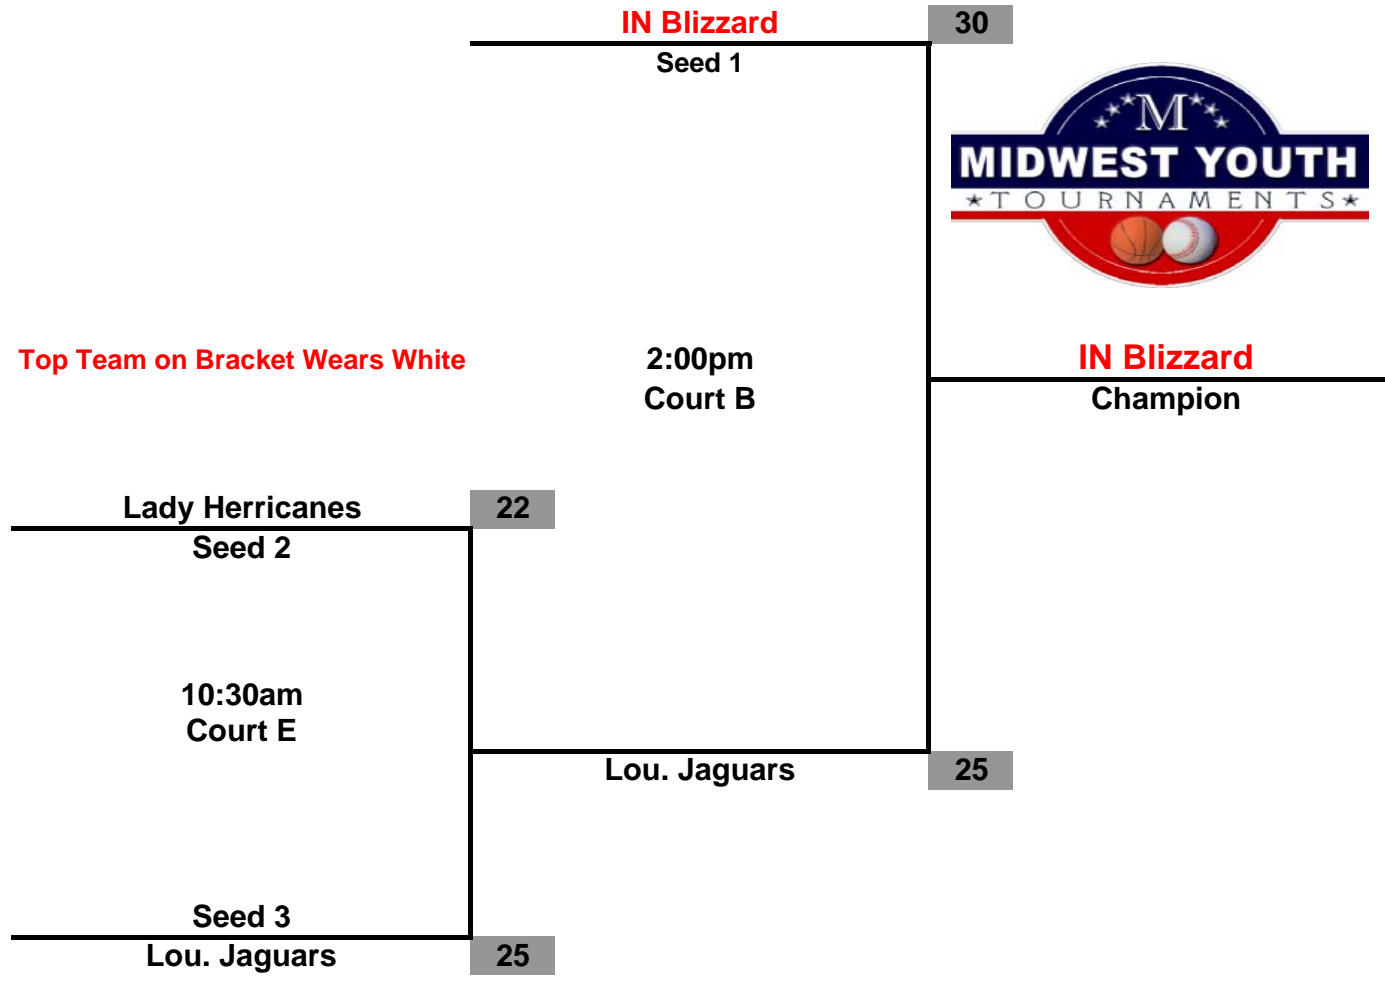 IN Blizzard 30
Seed 1
M
MIDWEST YOUTH
TOURNAMENTS
Top Team on Bracket Wears White
2:00pm
Court B
IN Blizzard
Champion
Lady Herricanes 22
Seed 2
10:30am
Court E
Lou. Jaguars 25
Seed 3
Lou. Jaguars 25